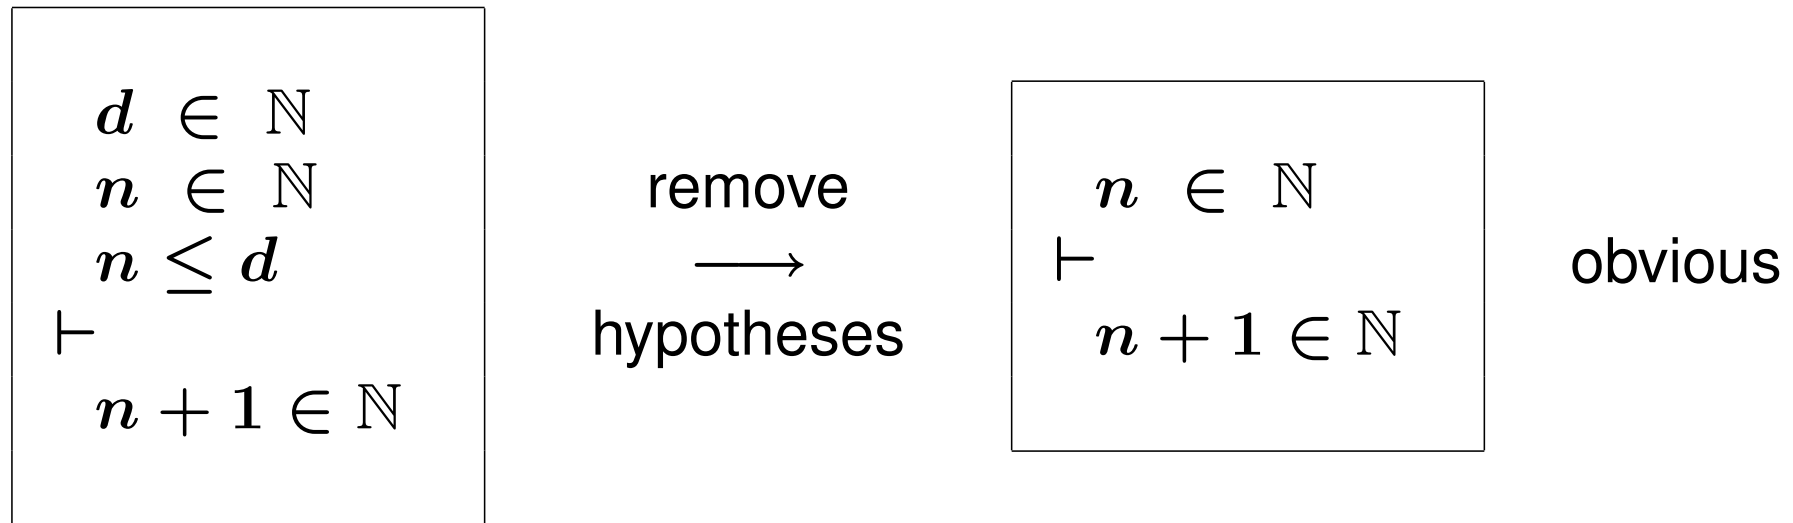 d ∈ ℕ
n ∈ ℕ
n ≤ d
⊢
n + 1 ∈ ℕ
remove
⟶
hypotheses
n ∈ ℕ
⊢
n + 1 ∈ ℕ
obvious